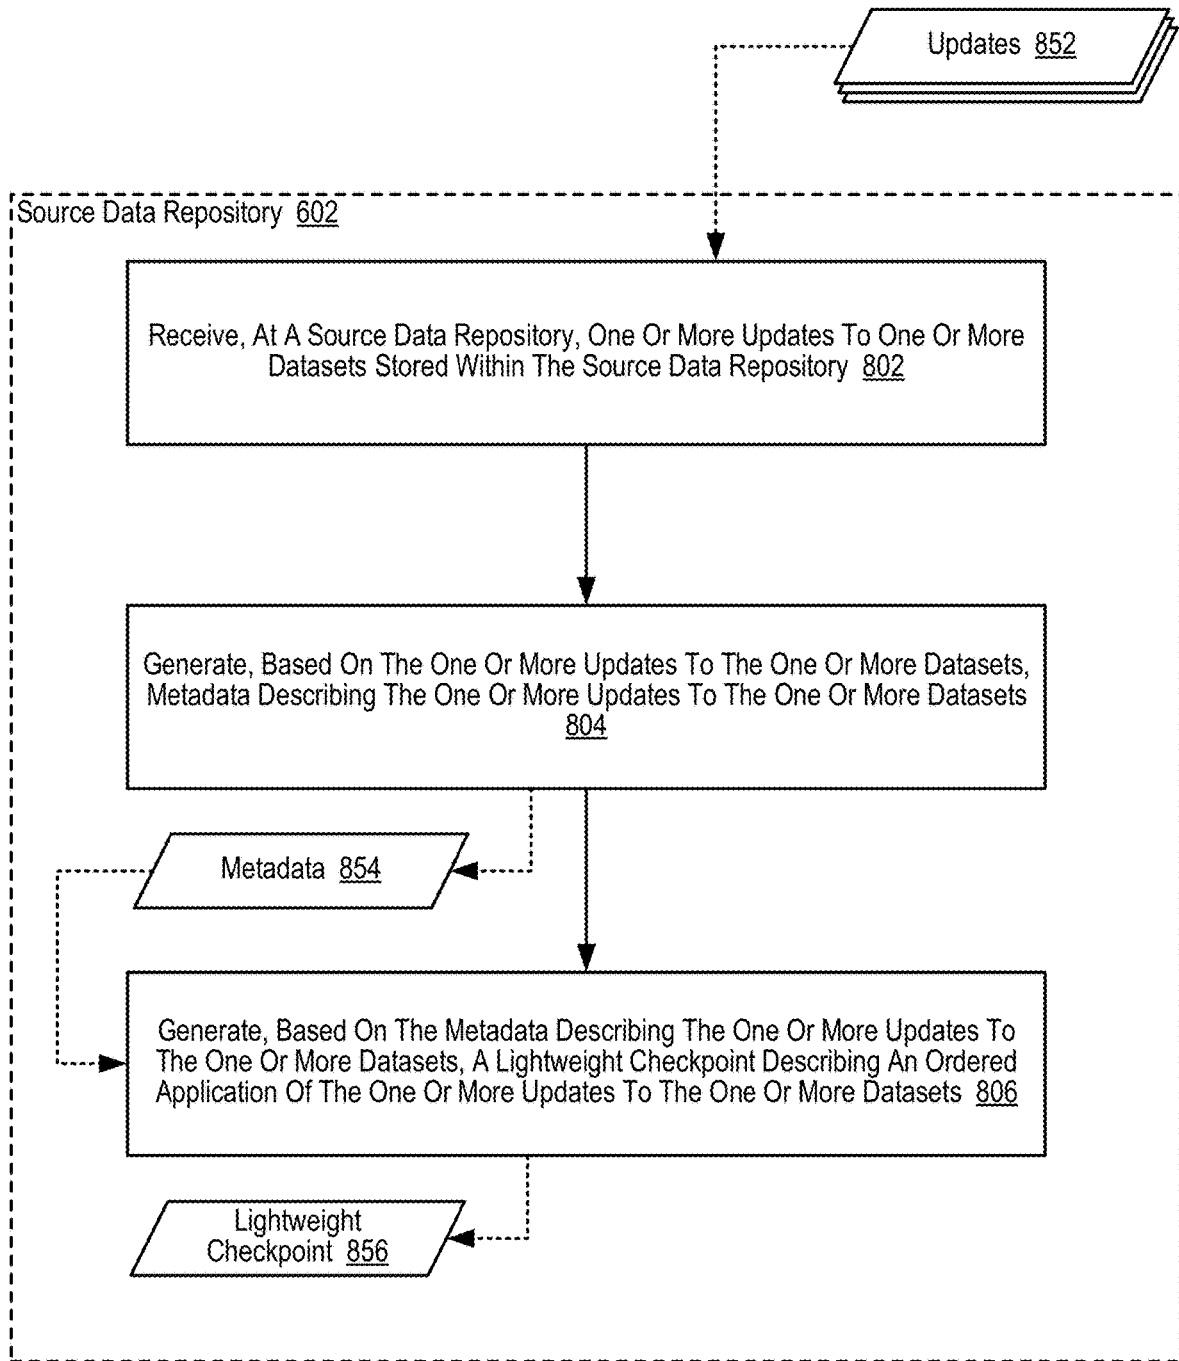 Updates 852
Source Data Repository 602
Receive, At A Source Data Repository, One Or More Updates To One Or More
Datasets Stored Within The Source Data Repository 802
Generate, Based On The One Or More Updates To The One Or More Datasets,
Metadata Describing The One Or More Updates To The One Or More Datasets
804
Metadata 854
Generate, Based On The Metadata Describing The One Or More Updates To
The One Or More Datasets, A Lightweight Checkpoint Describing An Ordered
Application Of The One Or More Updates To The One Or More Datasets 806
Lightweight
Checkpoint 856